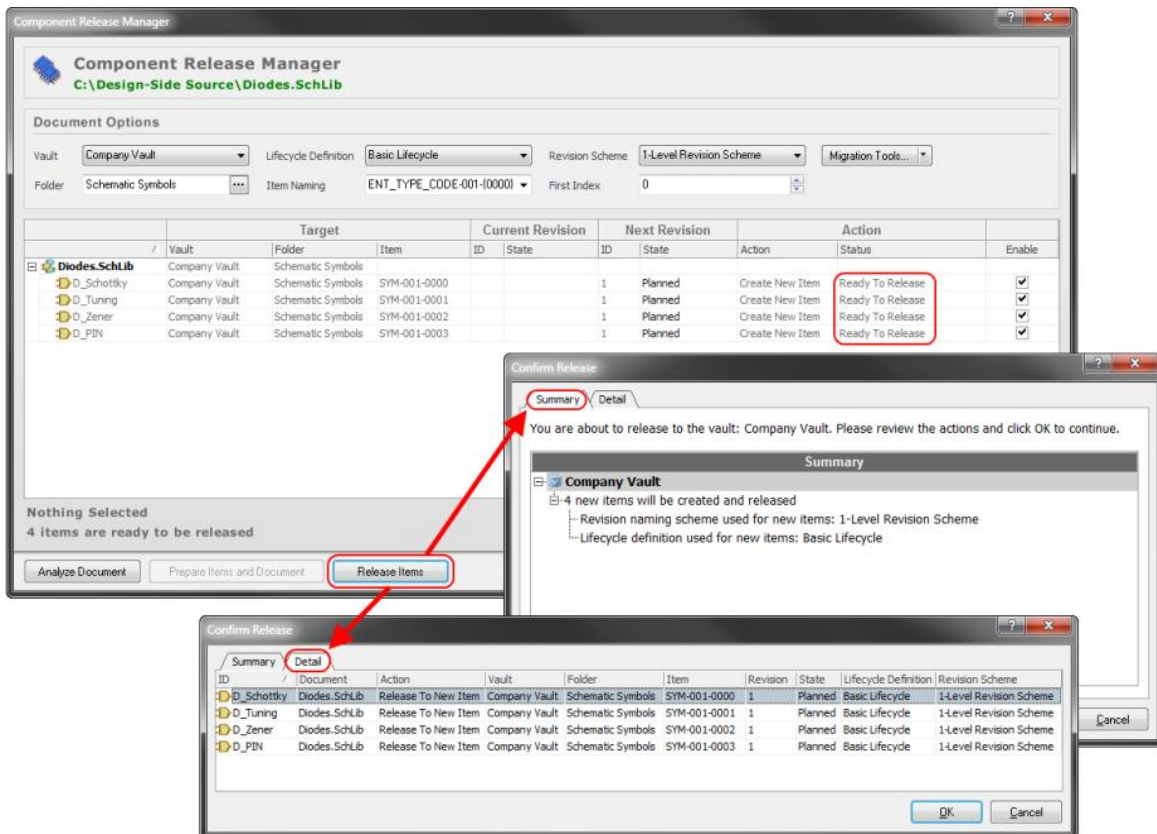 Component Release Manager
Component Release Manager
C:\Design-Side Source\Diodes.SchLib
Document Options
Vault Company Vault Lifecycle Definition Basic Lifecycle Revision Scheme 1-Level Revision Scheme Migration Tools...
Folder Schematic Symbols ... Item Naming ENT_TYPE_CODE-001-{0000} First Index 0
Target Current Revision Next Revision Action
/ Vault Folder Item ID State ID State Action Status Enable
Diodes.SchLib Company Vault Schematic Symbols
D_Schottky Company Vault Schematic Symbols SYM-001-0000 1 Planned Create New Item Ready To Release
D_Tuning Company Vault Schematic Symbols SYM-001-0001 1 Planned Create New Item Ready To Release
D_Zener Company Vault Schematic Symbols SYM-001-0002 1 Planned Create New Item Ready To Release
D_PIN Company Vault Schematic Symbols SYM-001-0003 1 Planned Create New Item Ready To Release
Nothing Selected
4 items are ready to be released
Analyze Document Prepare Items and Document Release Items
Confirm Release
Summary Detail
You are about to release to the vault: Company Vault. Please review the actions and click OK to continue.
Summary
Company Vault
4 new items will be created and released
Revision naming scheme used for new items: 1-Level Revision Scheme
Lifecycle definition used for new items: Basic Lifecycle
Cancel
Confirm Release
Summary Detail
ID / Document Action Vault Folder Item Revision State Lifecycle Definition Revision Scheme
D_Schottky Diodes.SchLib Release To New Item Company Vault Schematic Symbols SYM-001-0000 1 Planned Basic Lifecycle 1-Level Revision Scheme
D_Tuning Diodes.SchLib Release To New Item Company Vault Schematic Symbols SYM-001-0001 1 Planned Basic Lifecycle 1-Level Revision Scheme
D_Zener Diodes.SchLib Release To New Item Company Vault Schematic Symbols SYM-001-0002 1 Planned Basic Lifecycle 1-Level Revision Scheme
D_PIN Diodes.SchLib Release To New Item Company Vault Schematic Symbols SYM-001-0003 1 Planned Basic Lifecycle 1-Level Revision Scheme
OK Cancel